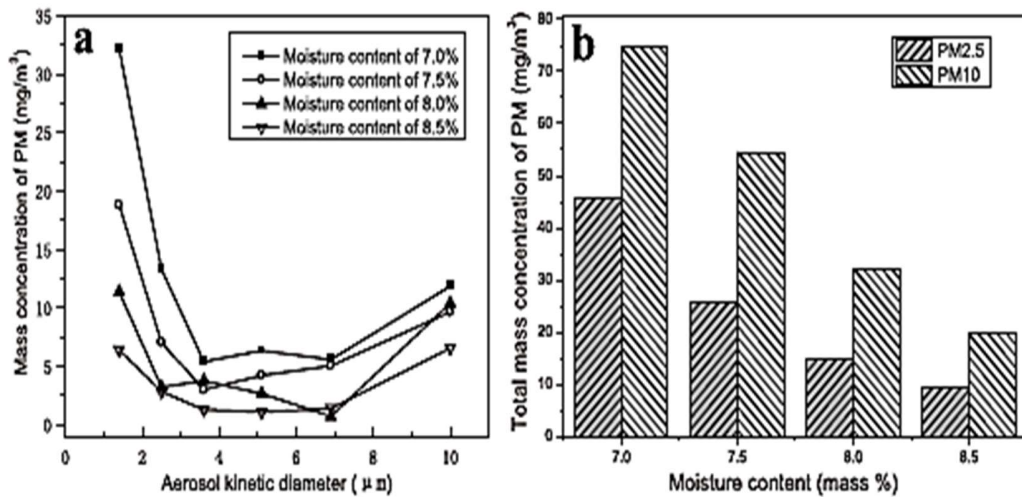 a
Moisture content of 7.0%
Moisture content of 7.5%
Moisture content of 8.0%
Moisture content of 8.5%
Mass concentration of PM (mg/m³)
35
30
25
20
15
10
5
0
0 2 4 6 8 10
Aerosol kinetic diameter (μm)
b
PM2.5
PM10
Total mass concentration of PM (mg/m³)
80
70
60
50
40
30
20
10
0
7.0 7.5 8.0 8.5
Moisture content (mass %)